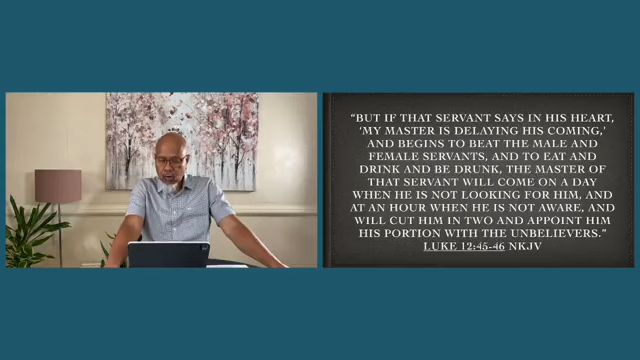 "BUT IF THAT SERVANT SAYS IN HIS HEART,
'MY MASTER IS DELAYING HIS COMING,'
AND BEGINS TO BEAT THE MALE AND
FEMALE SERVANTS, AND TO EAT AND
DRINK AND BE DRUNK, THE MASTER OF
THAT SERVANT WILL COME ON A DAY
WHEN HE IS NOT LOOKING FOR HIM, AND
AT AN HOUR WHEN HE IS NOT AWARE, AND
WILL CUT HIM IN TWO AND APPOINT HIM
HIS PORTION WITH THE UNBELIEVERS."
LUKE 12:45-46 NKJV